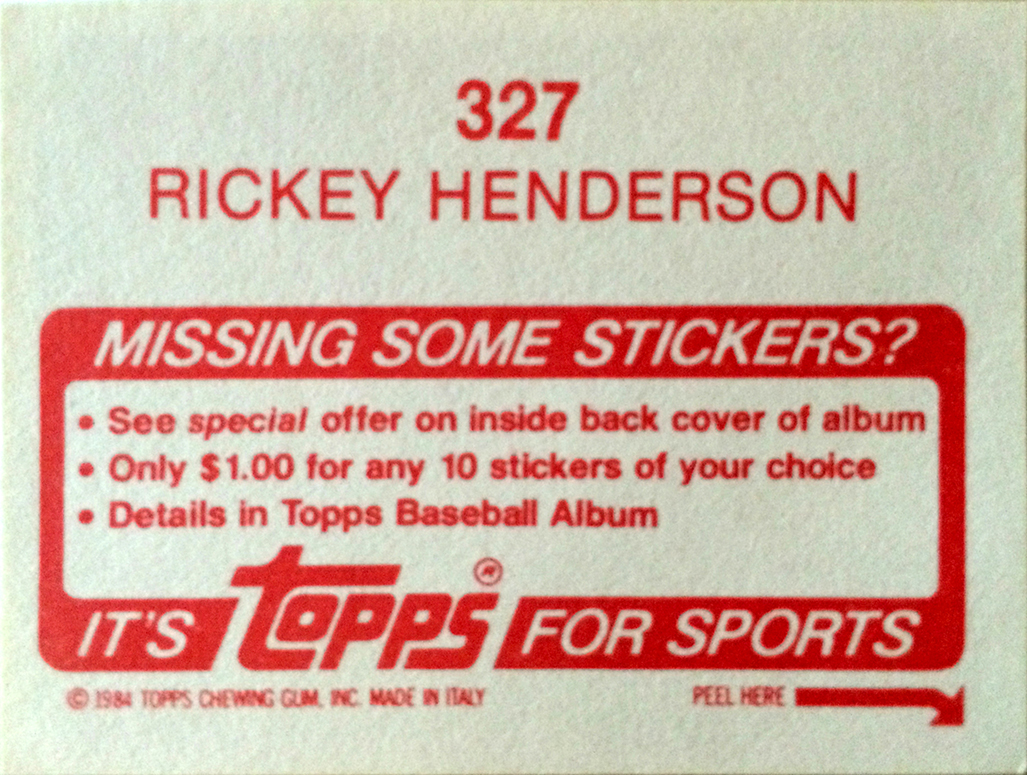 327
RICKEY HENDERSON
MISSING SOME STICKERS?
• See special offer on inside back cover of album
• Only $1.00 for any 10 stickers of your choice
• Details in Topps Baseball Album
IT'S topps® FOR SPORTS
© 1984 TOPPS CHEWING GUM, INC. MADE IN ITALY PEEL HERE